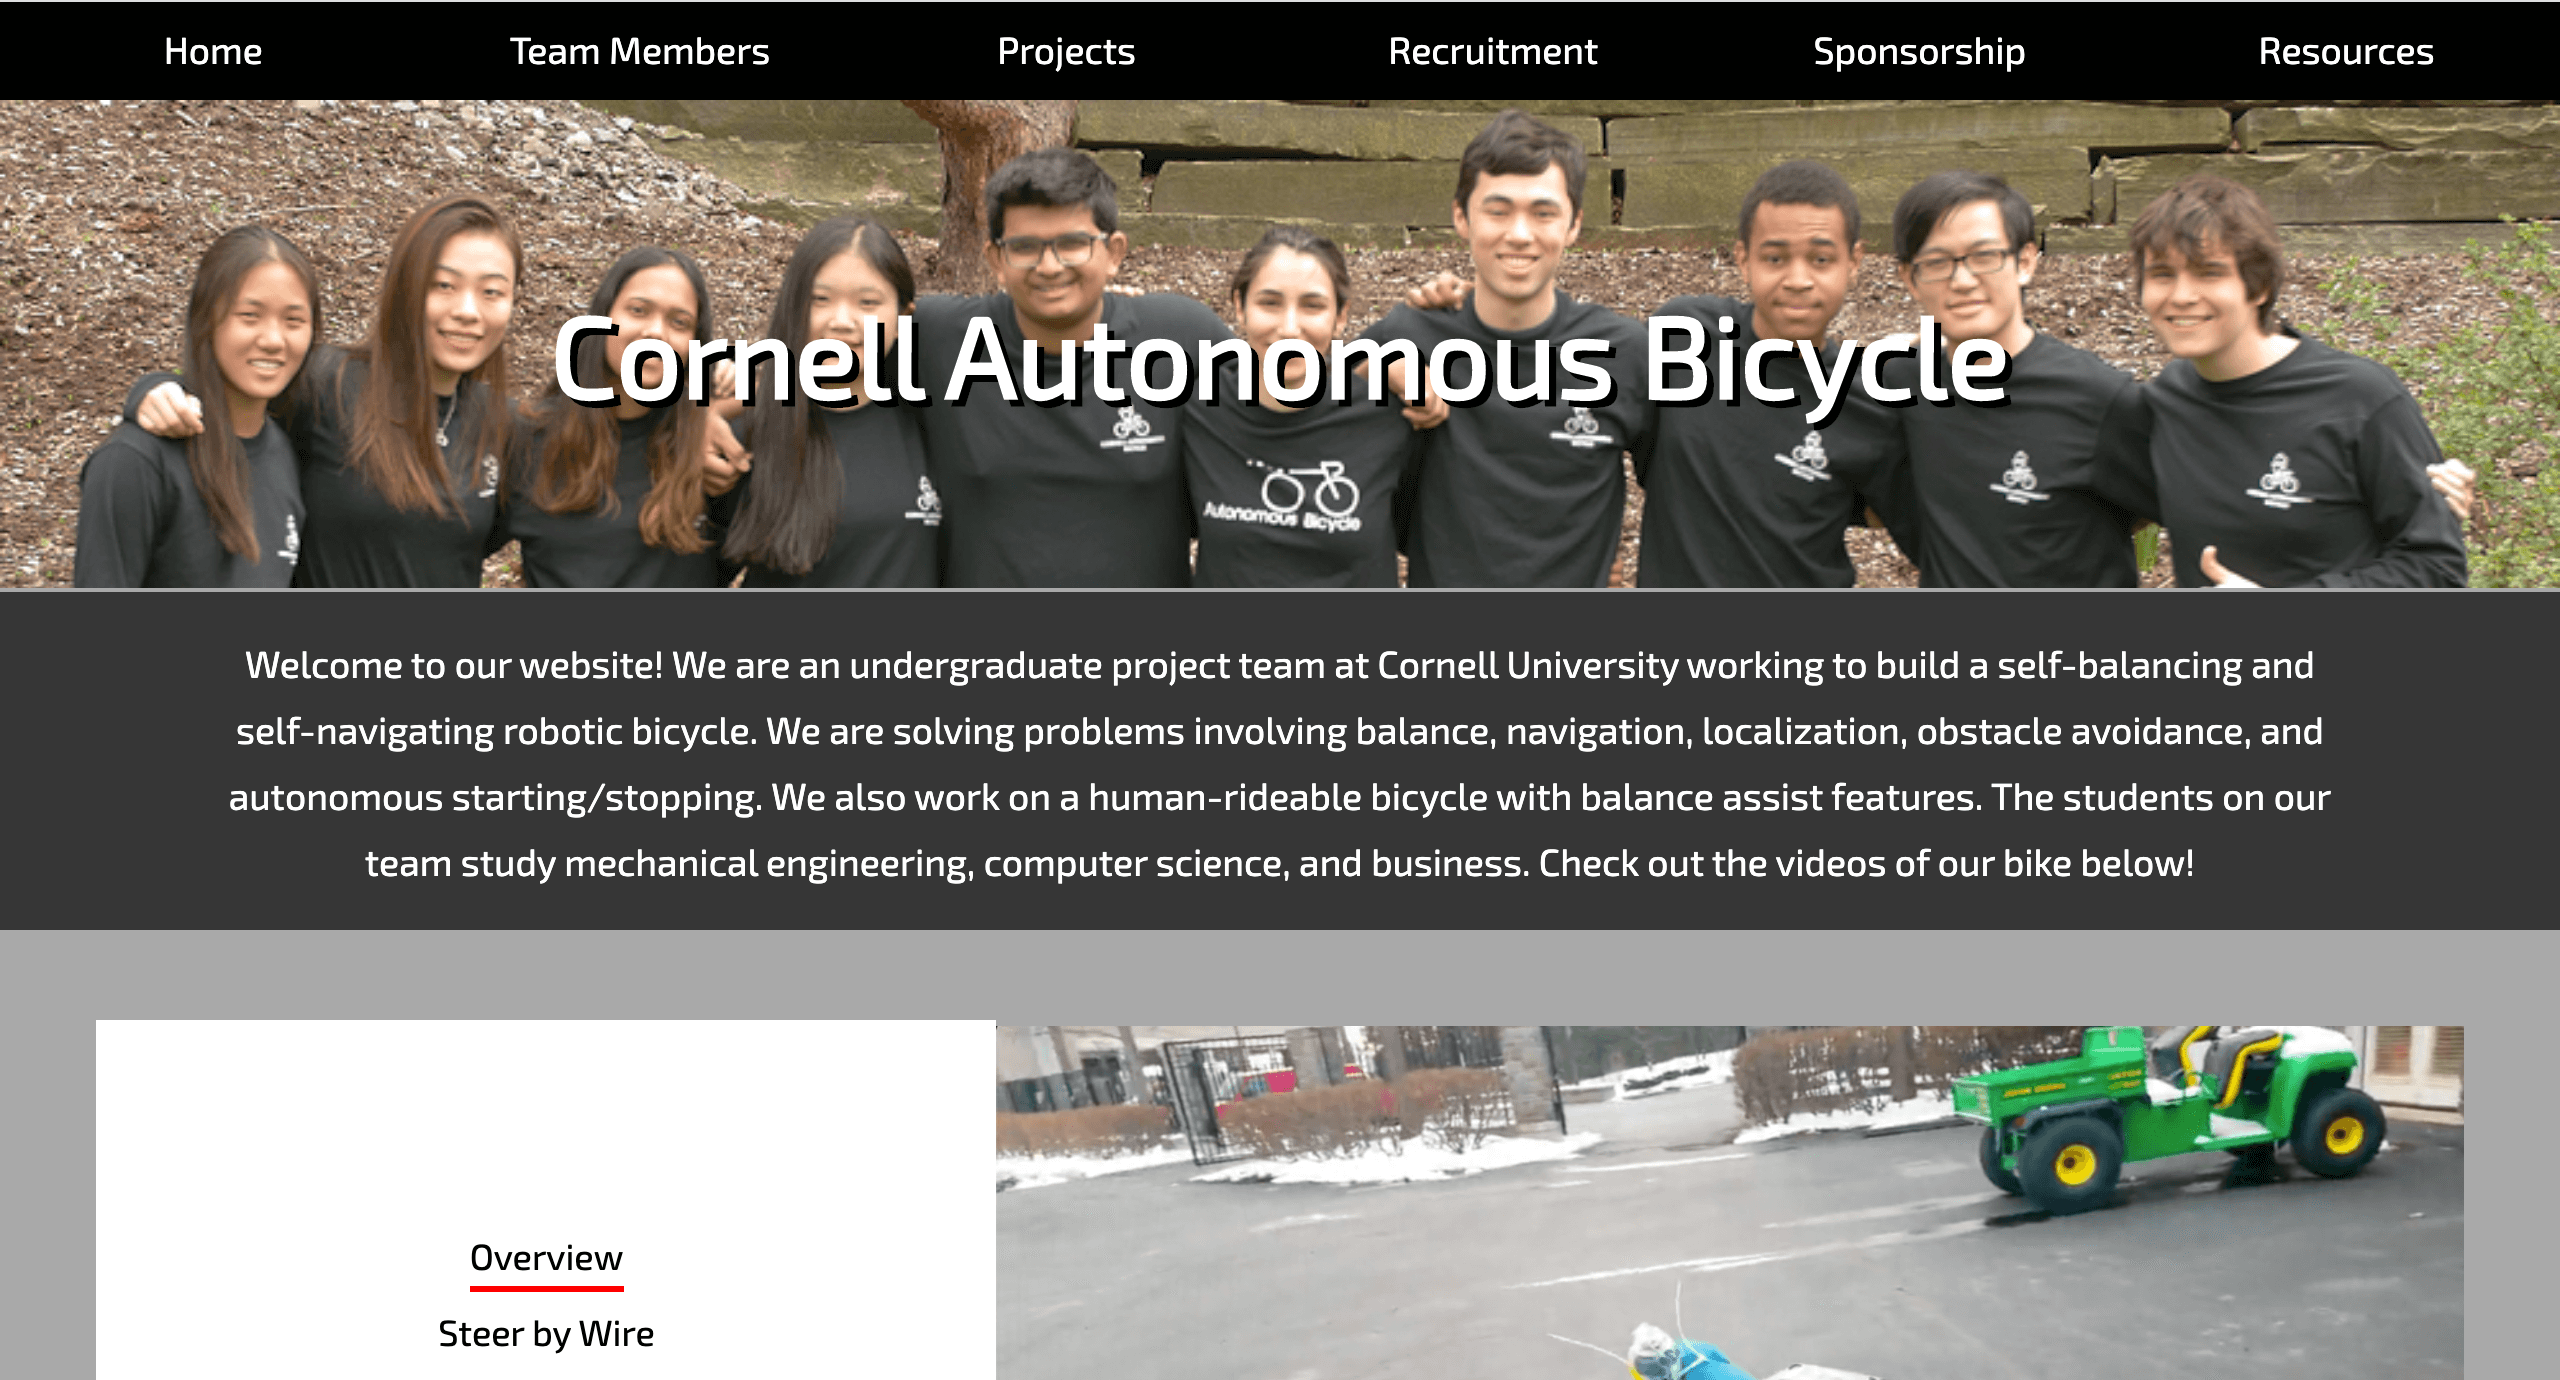 Home Team Members Projects Recruitment Sponsorship Resources
Cornell Autonomous Bicycle
Autonomous Bicycle
Welcome to our website! We are an undergraduate project team at Cornell University working to build a self-balancing and
self-navigating robotic bicycle. We are solving problems involving balance, navigation, localization, obstacle avoidance, and
autonomous starting/stopping. We also work on a human-rideable bicycle with balance assist features. The students on our
team study mechanical engineering, computer science, and business. Check out the videos of our bike below!
Overview
Steer by Wire